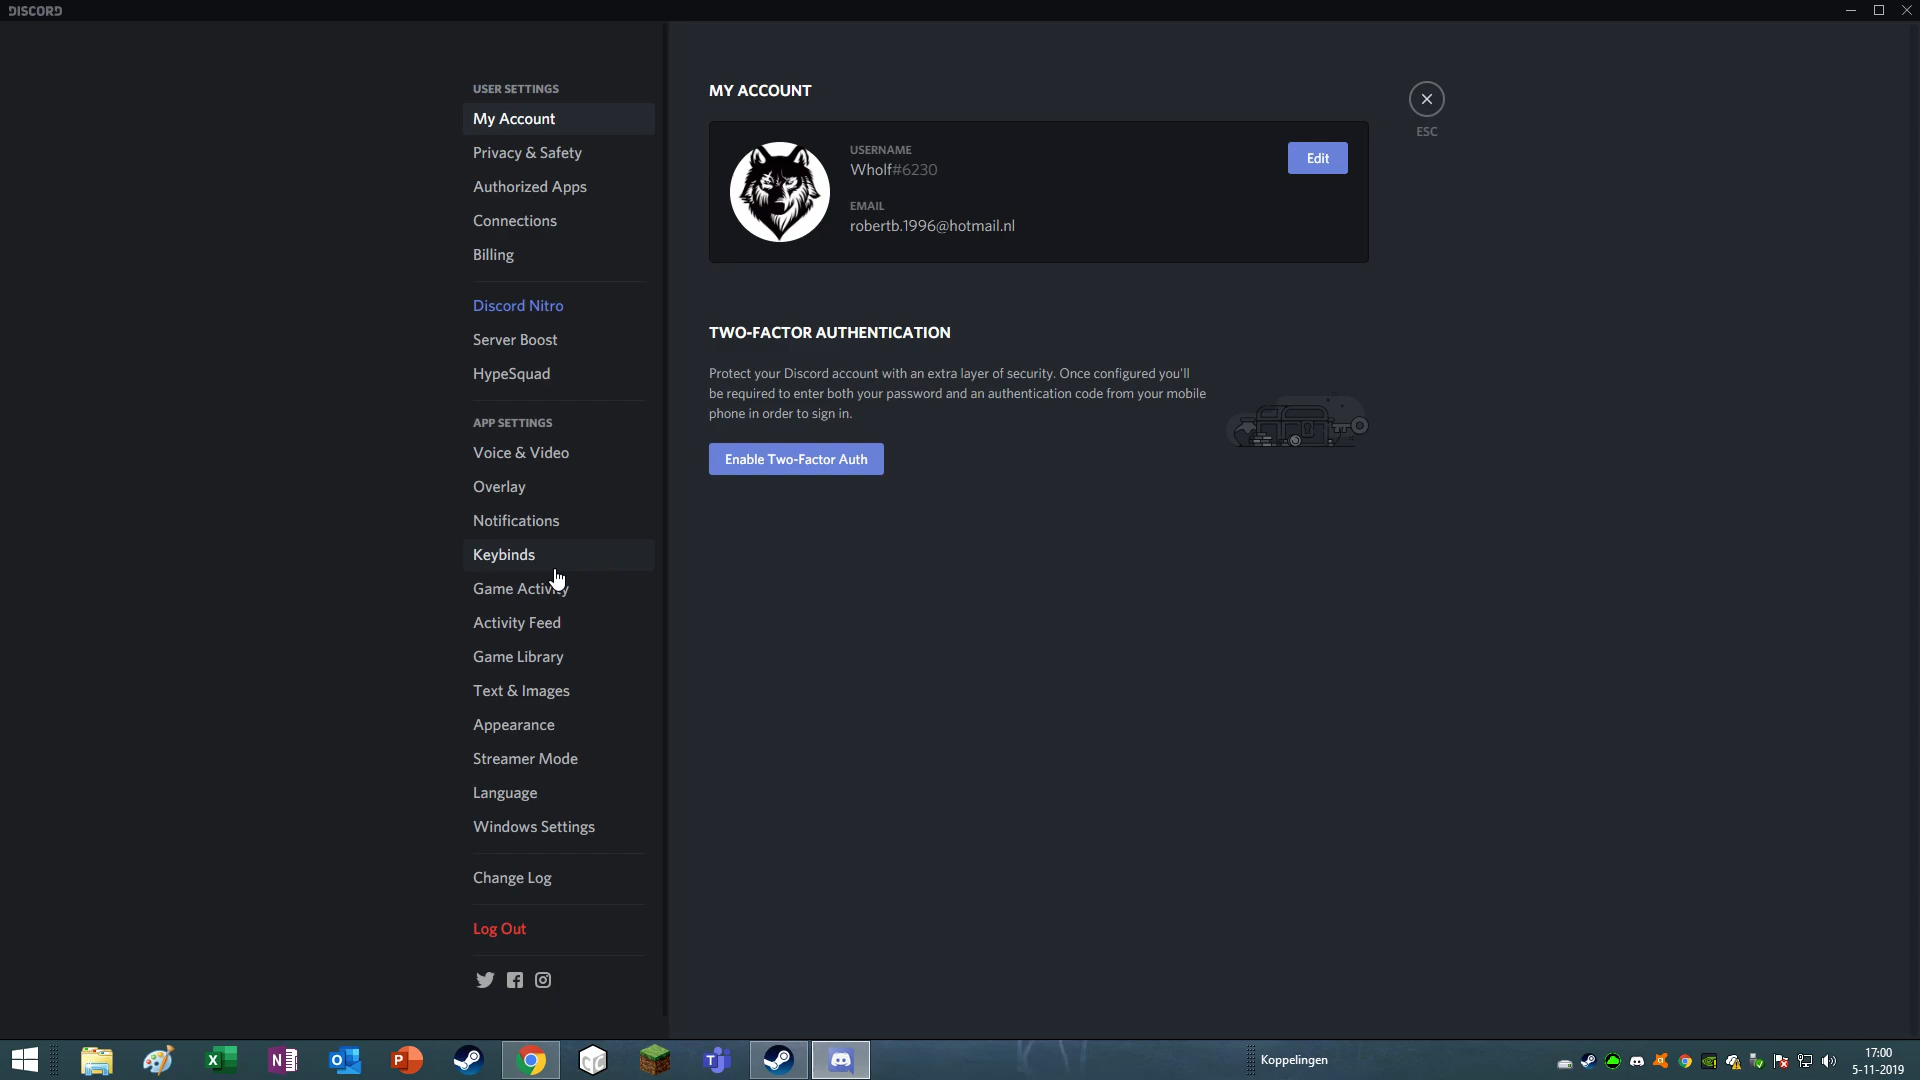 DISCORD
USER SETTINGS
My Account
Privacy & Safety
Authorized Apps
Connections
Billing
Discord Nitro
Server Boost
HypeSquad
APP SETTINGS
Voice & Video
Overlay
Notifications
Keybinds
Game Activity
Activity Feed
Game Library
Text & Images
Appearance
Streamer Mode
Language
Windows Settings
Change Log
Log Out
MY ACCOUNT
USERNAME
Wholf#6230
EMAIL
robertb.1996@hotmail.nl
Edit
ESC
TWO-FACTOR AUTHENTICATION
Protect your Discord account with an extra layer of security. Once configured you'll
be required to enter both your password and an authentication code from your mobile
phone in order to sign in.
Enable Two-Factor Auth
Koppelingen
17:00
5-11-2019